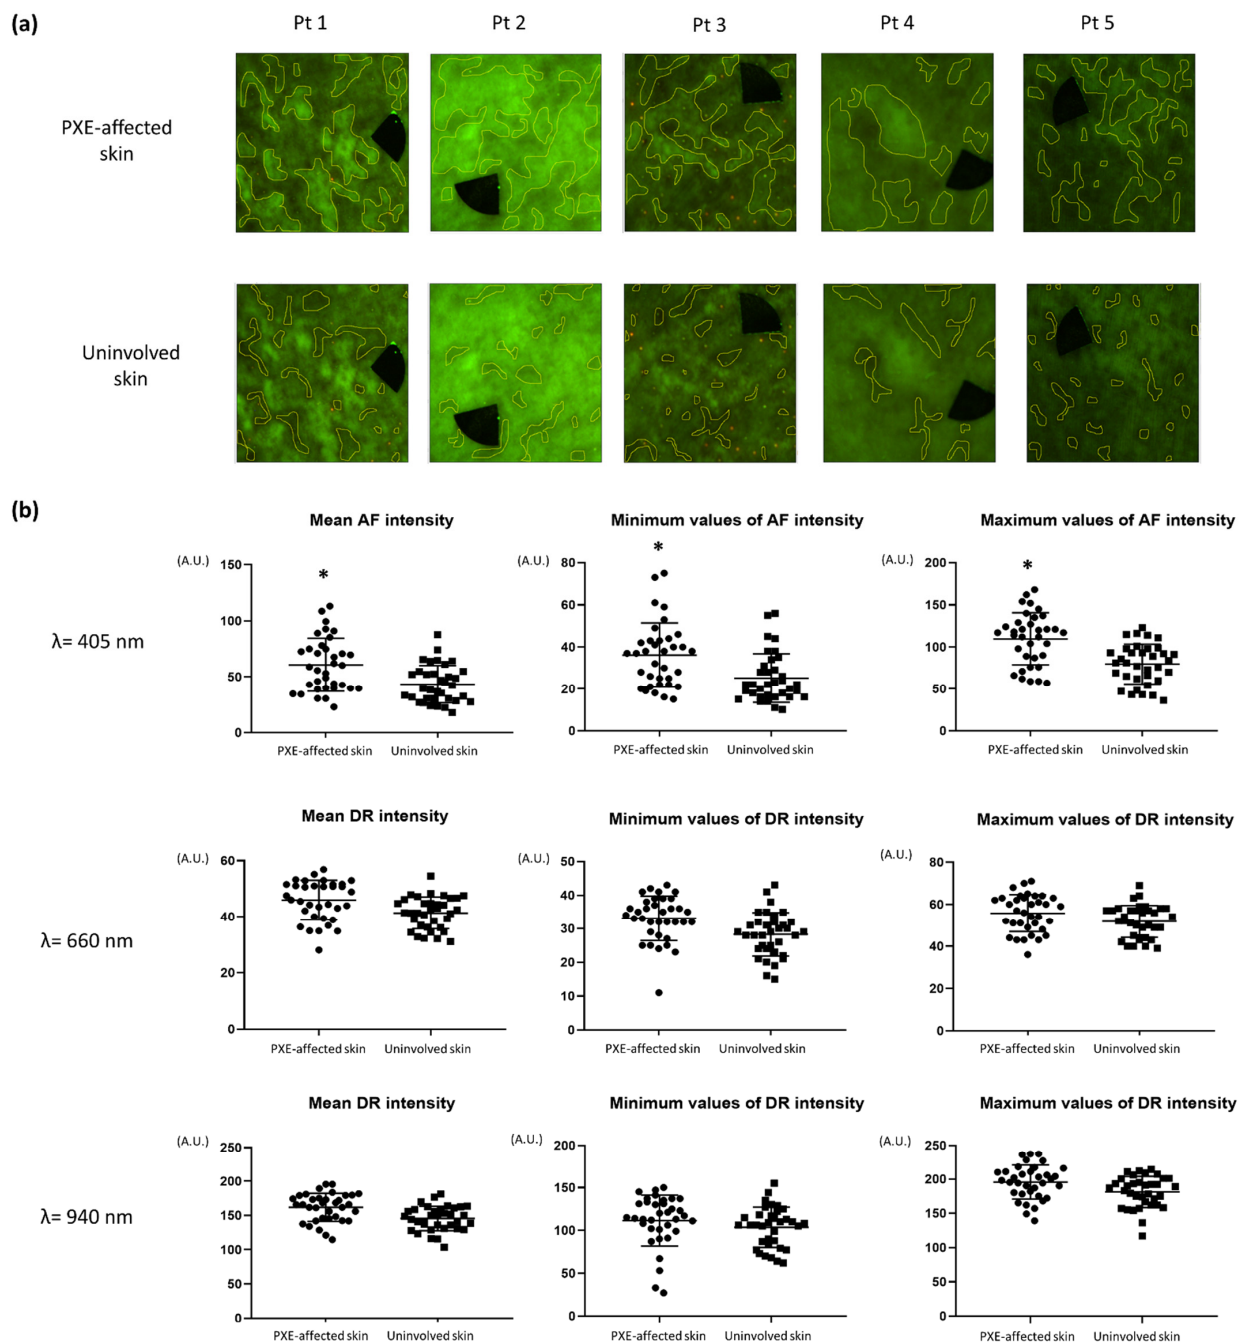 (a)
Pt 1 Pt 2 Pt 3 Pt 4 Pt 5
PXE-affected
skin
Uninvolved
skin
(b)
Mean AF intensity
Minimum values of AF intensity
Maximum values of AF intensity
λ= 405 nm
(A.U.)
150
100
50
0
*
PXE-affected skin Uninvolved skin
(A.U.)
80
60
40
20
0
*
PXE-affected skin Uninvolved skin
(A.U.)
200
150
100
50
0
*
PXE-affected skin Uninvolved skin
Mean DR intensity
Minimum values of DR intensity
Maximum values of DR intensity
λ= 660 nm
(A.U.)
60
40
20
0
PXE-affected skin Uninvolved skin
(A.U.)
50
40
30
20
10
0
PXE-affected skin Uninvolved skin
(A.U.)
80
60
40
20
0
PXE-affected skin Uninvolved skin
Mean DR intensity
Minimum values of DR intensity
Maximum values of DR intensity
λ= 940 nm
(A.U.)
250
200
150
100
50
0
PXE-affected skin Uninvolved skin
(A.U.)
200
150
100
50
0
PXE-affected skin Uninvolved skin
(A.U.)
250
200
150
100
50
0
PXE-affected skin Uninvolved skin